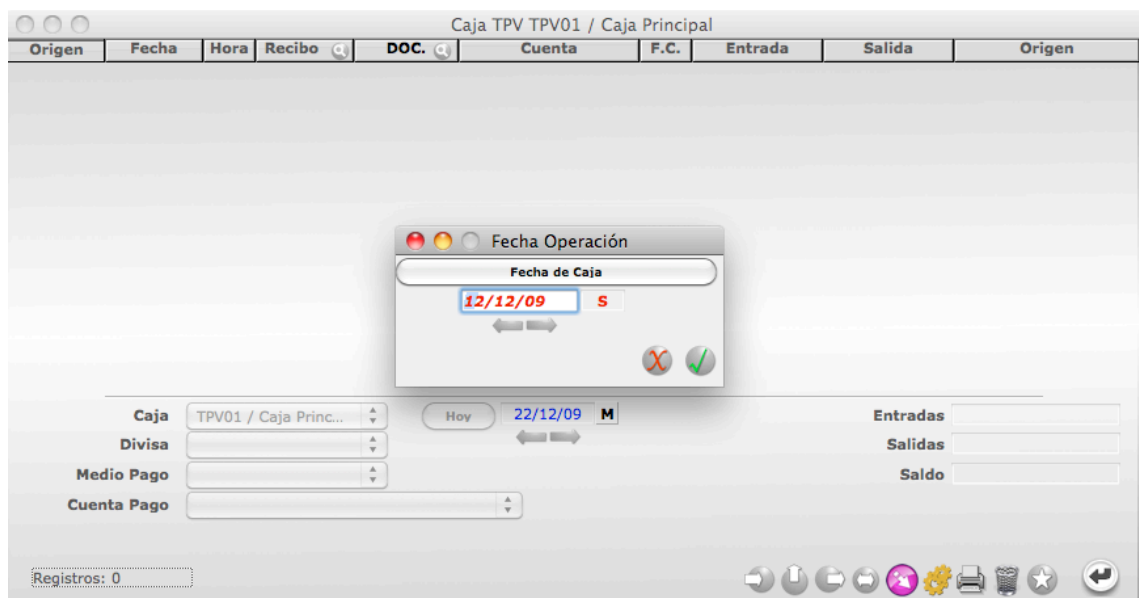 Caja TPV TPV01 / Caja Principal
Origen Fecha Hora Recibo DOC. Cuenta F.C. Entrada Salida Origen
Fecha Operación
Fecha de Caja
12/12/09 S
Caja TPV01 / Caja Princ... Hoy 22/12/09 M Entradas
Divisa Salidas
Medio Pago Saldo
Cuenta Pago
Registros: 0